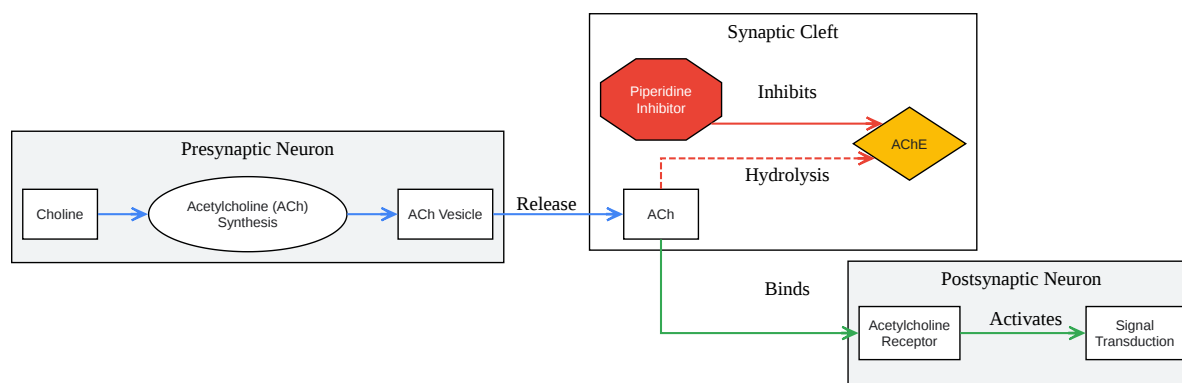 Synaptic Cleft
Piperidine
Inhibitor
Inhibits
AChE
Hydrolysis
Presynaptic Neuron
Choline
Acetylcholine (ACh)
Synthesis
ACh Vesicle
Release
ACh
Binds
Postsynaptic Neuron
Acetylcholine
Receptor
Activates
Signal
Transduction